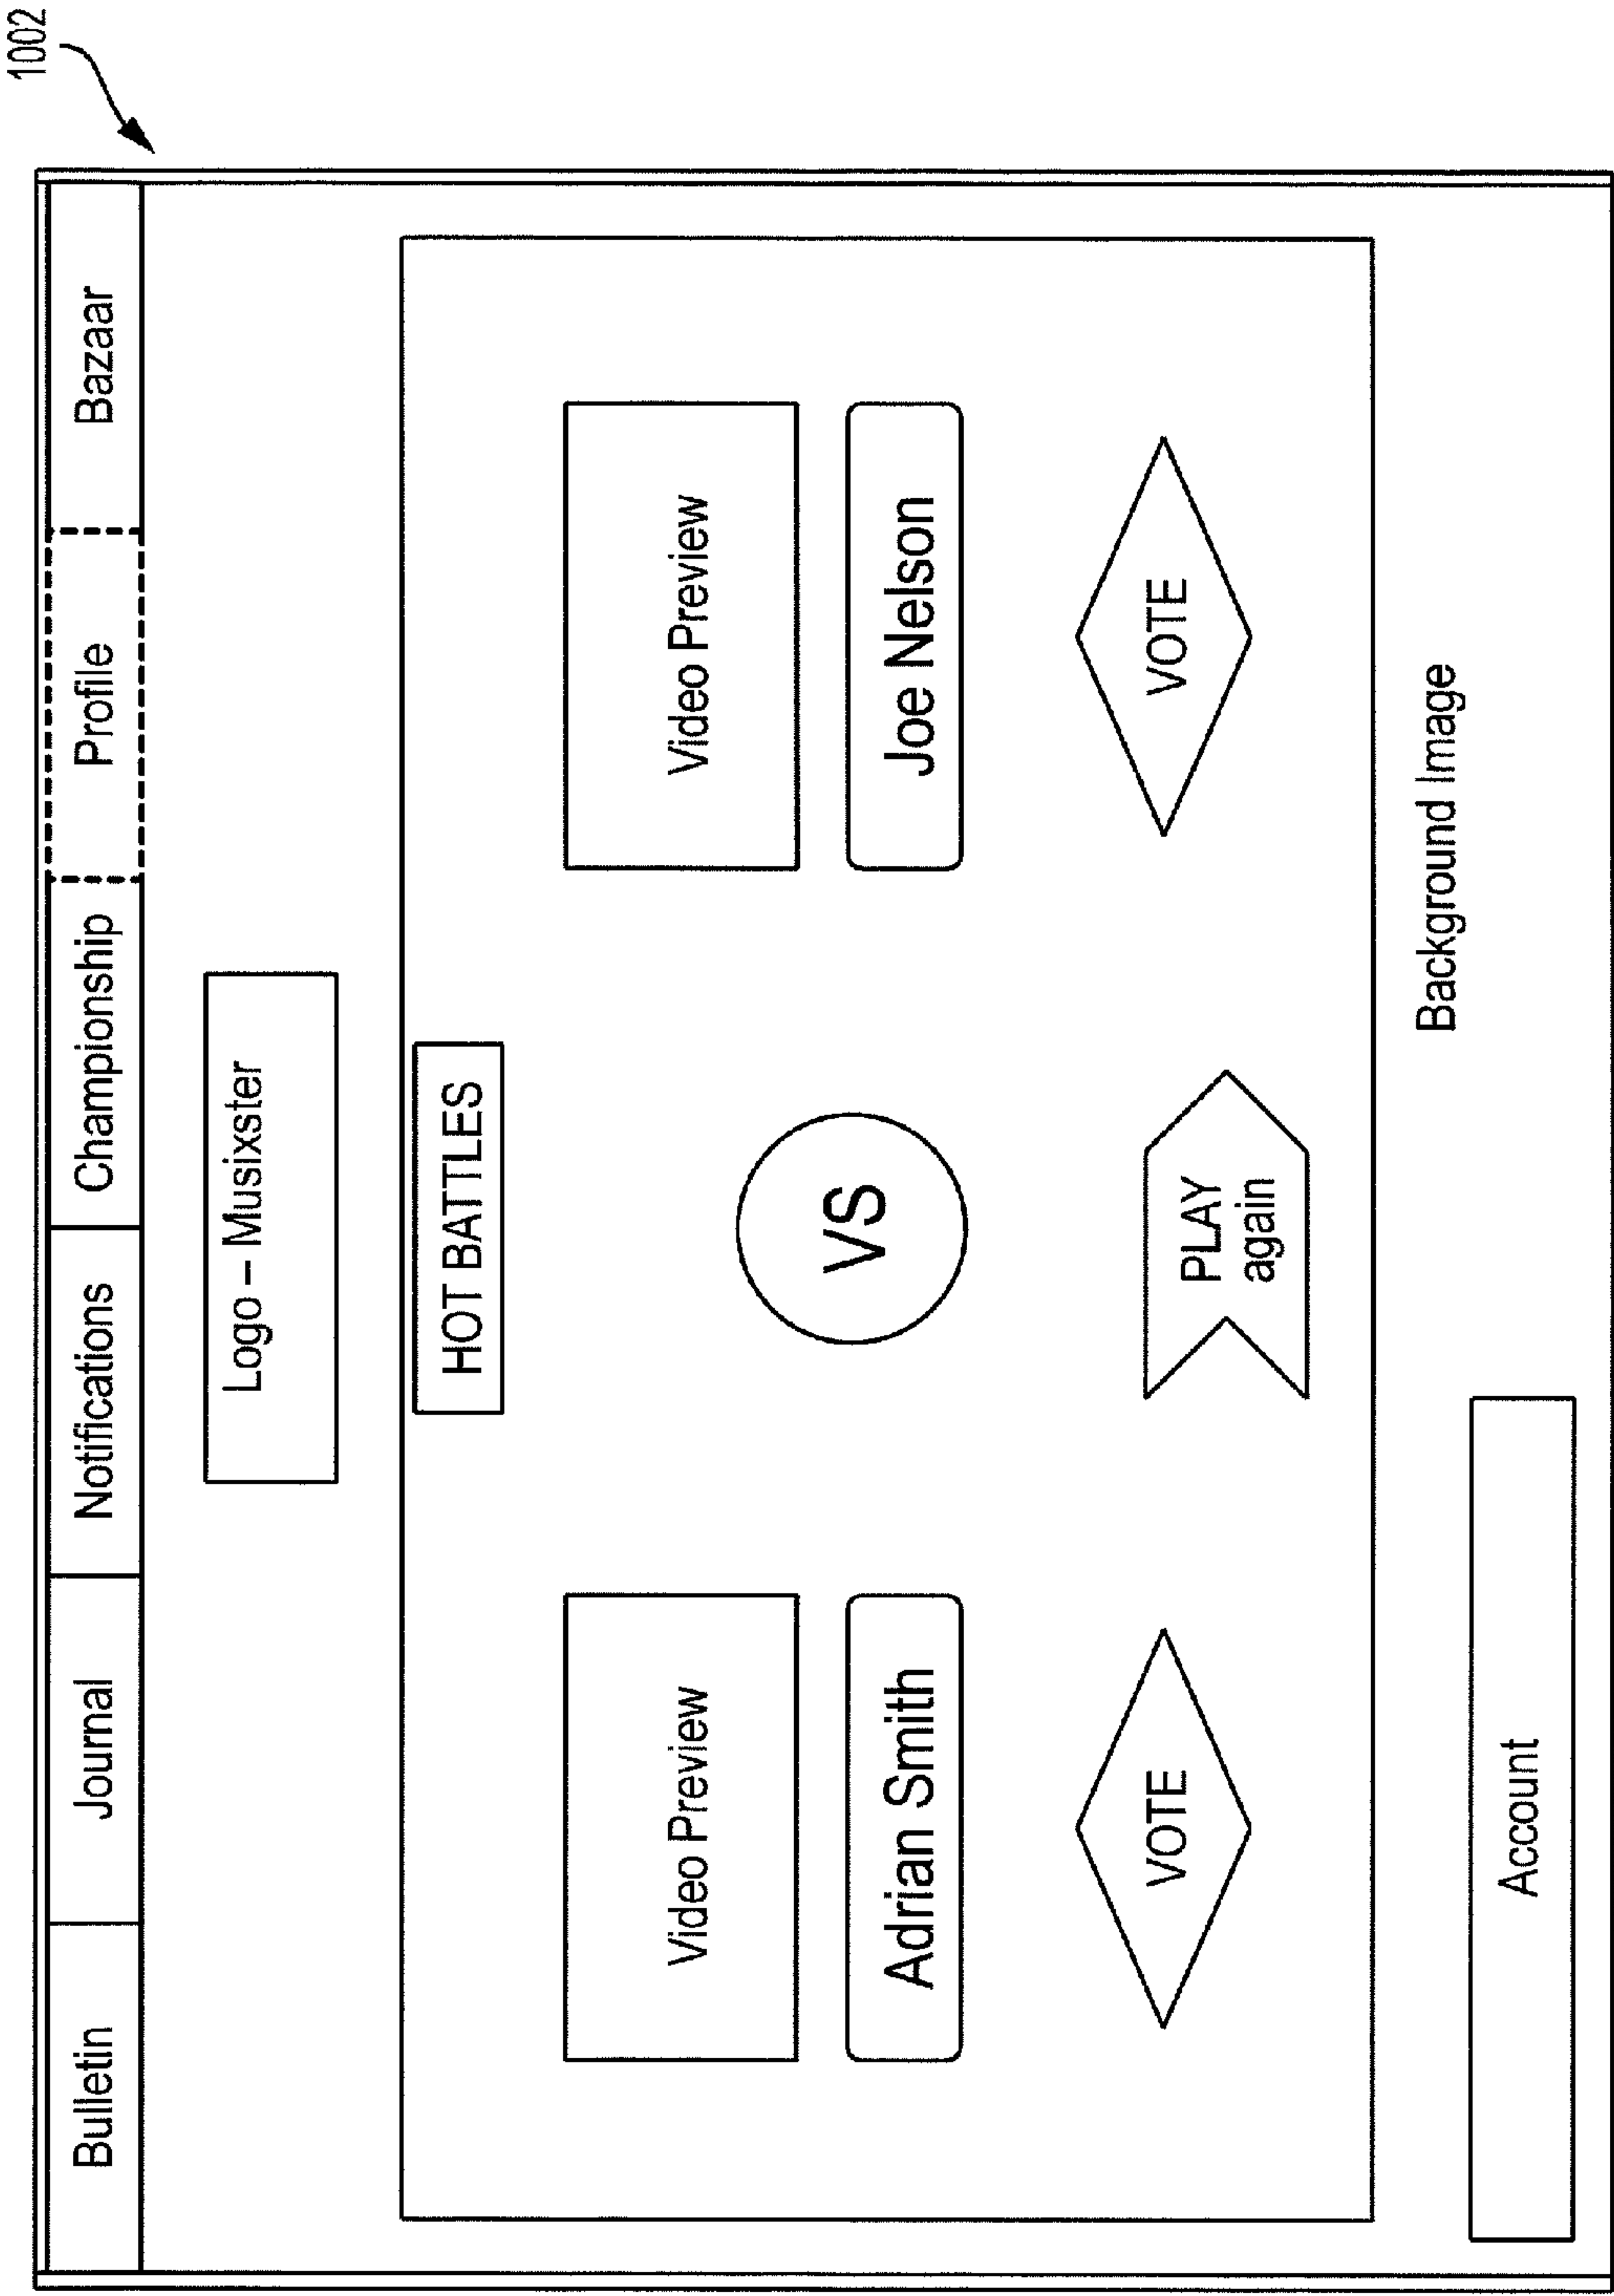 1002
Bulletin
Journal
Notifications
Championship
Profile
Bazaar
Logo – Musixster
HOT BATTLES
Video Preview
Video Preview
VS
Adrian Smith
Joe Nelson
VOTE
PLAY
again
VOTE
Background Image
Account